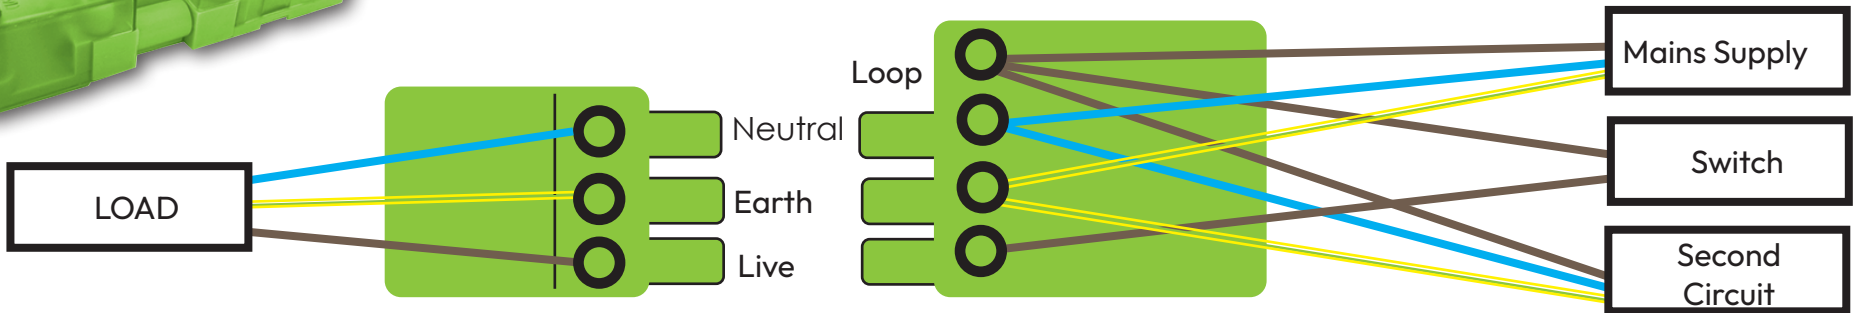 Mains Supply
Loop
Neutral
Switch
LOAD
Earth
Live
Second
Circuit